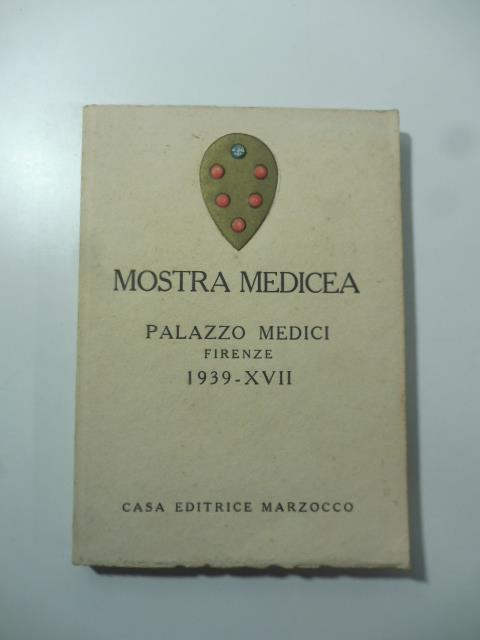 MOSTRA MEDICEA
PALAZZO MEDICI
FIRENZE
1939-XVII
CASA EDITRICE MARZOCCO